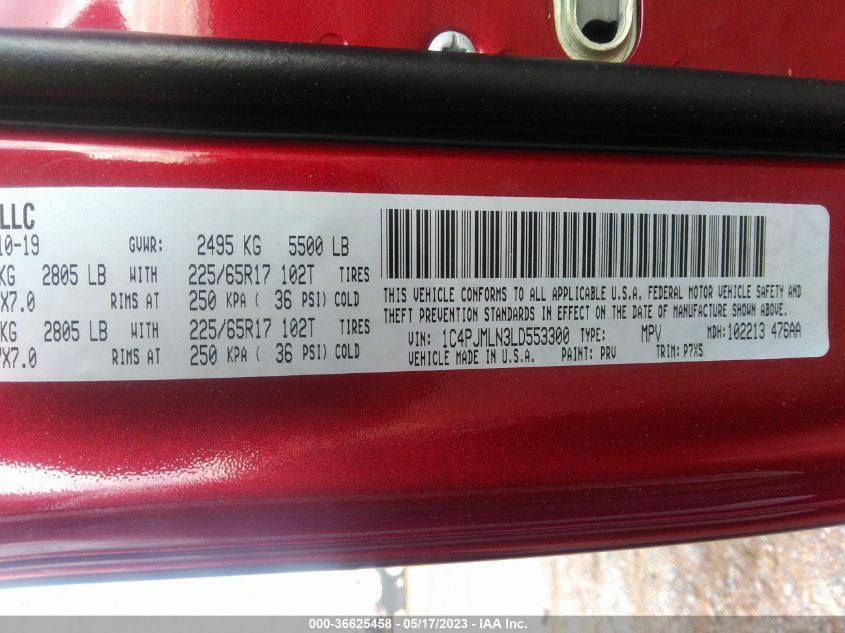 LLC
10-19 GVWR: 2495 KG 5500 LB
KG 2805 LB WITH 225/65R17 102T TIRES
X7.0 RIMS AT 250 KPA ( 36 PSI) COLD
KG 2805 LB WITH 225/65R17 102T TIRES
X7.0 RIMS AT 250 KPA ( 36 PSI) COLD
THIS VEHICLE CONFORMS TO ALL APPLICABLE U.S.A. FEDERAL MOTOR VEHICLE SAFETY AND
THEFT PREVENTION STANDARDS IN EFFECT ON THE DATE OF MANUFACTURE SHOWN ABOVE.
VIN: 1C4PJMLN3LD553300 TYPE: MPV MDH:102213 476AA
VEHICLE MADE IN U.S.A. PAINT: PRV TRIM: P7XS
000-36625458 - 05/17/2023 - IAA Inc.